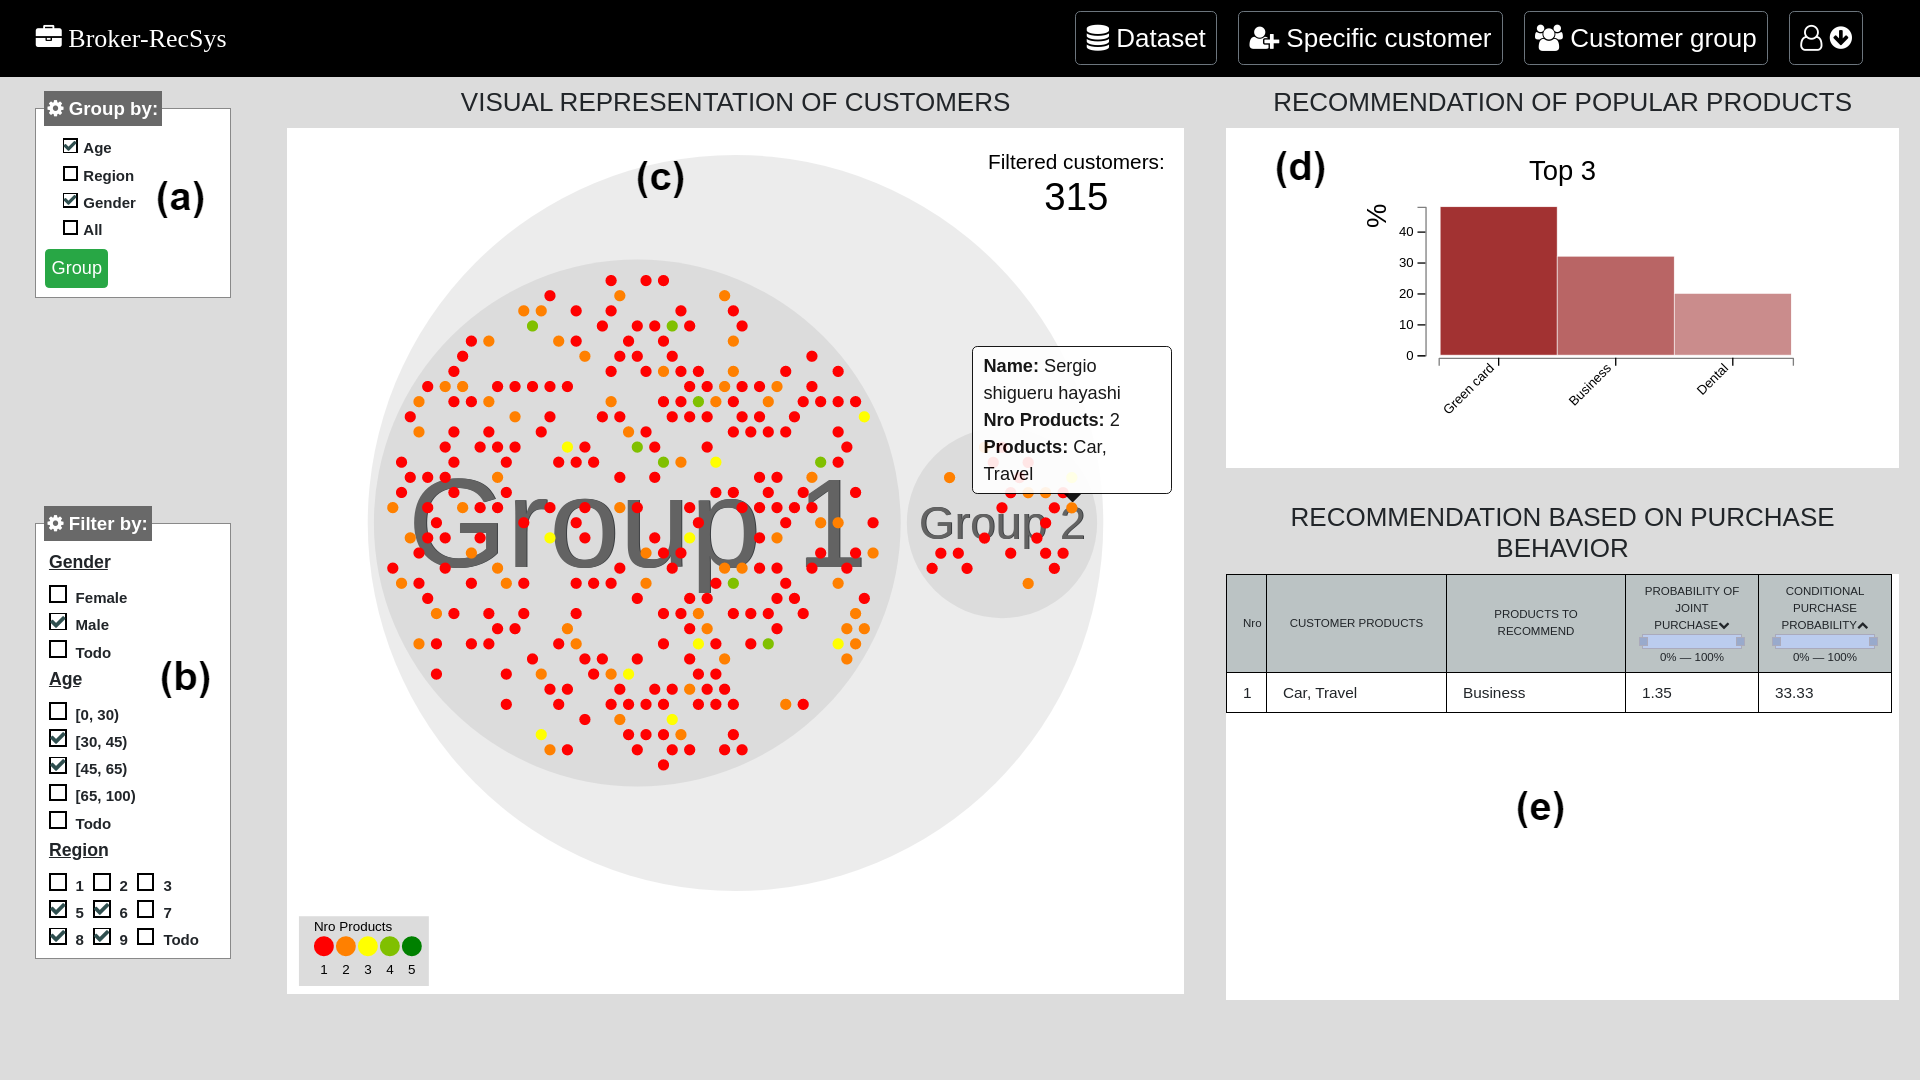 Broker-RecSys
Dataset
Specific customer
Customer group
Group by:
Age
Region
Gender
All
Group
(a)
Filter by:
Gender
Female
Male
Todo
Age
[0, 30)
[30, 45)
[45, 65)
[65, 100)
Todo
Region
1 2 3
5 6 7
8 9 Todo
(b)
VISUAL REPRESENTATION OF CUSTOMERS
(c)
Filtered customers:
315
Group 1
Group 2
Name: Sergio
shigueru hayashi
Nro Products: 2
Products: Car,
Travel
Nro Products
1 2 3 4 5
RECOMMENDATION OF POPULAR PRODUCTS
(d)
Top 3
%
40
30
20
10
0
Green card
Business
Dental
RECOMMENDATION BASED ON PURCHASE
BEHAVIOR
Nro
CUSTOMER PRODUCTS
PRODUCTS TO
RECOMMEND
PROBABILITY OF
JOINT
PURCHASE
0% — 100%
CONDITIONAL
PURCHASE
PROBABILITY
0% — 100%
1 Car, Travel Business 1.35 33.33
(e)